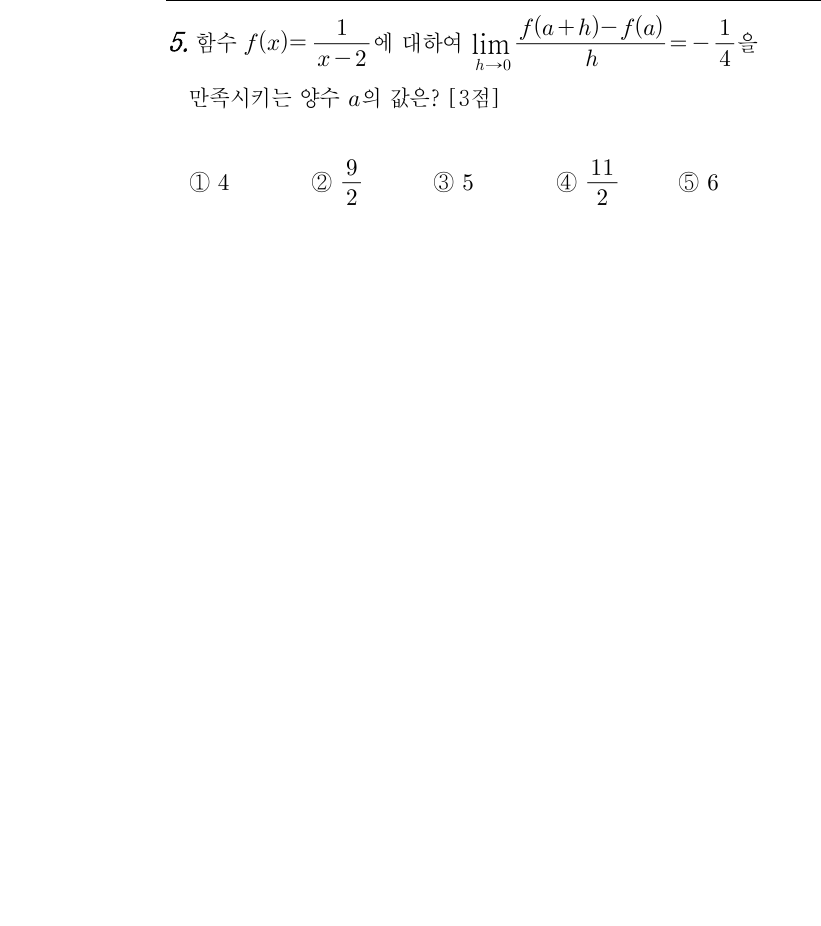 5. 함수 f(x)= 1/(x-2) 에 대하여 lim_{h→0} (f(a+h)-f(a))/h = -1/4 을
만족시키는 양수 a의 값은? [3점]
① 4 ② 9/2 ③ 5 ④ 11/2 ⑤ 6